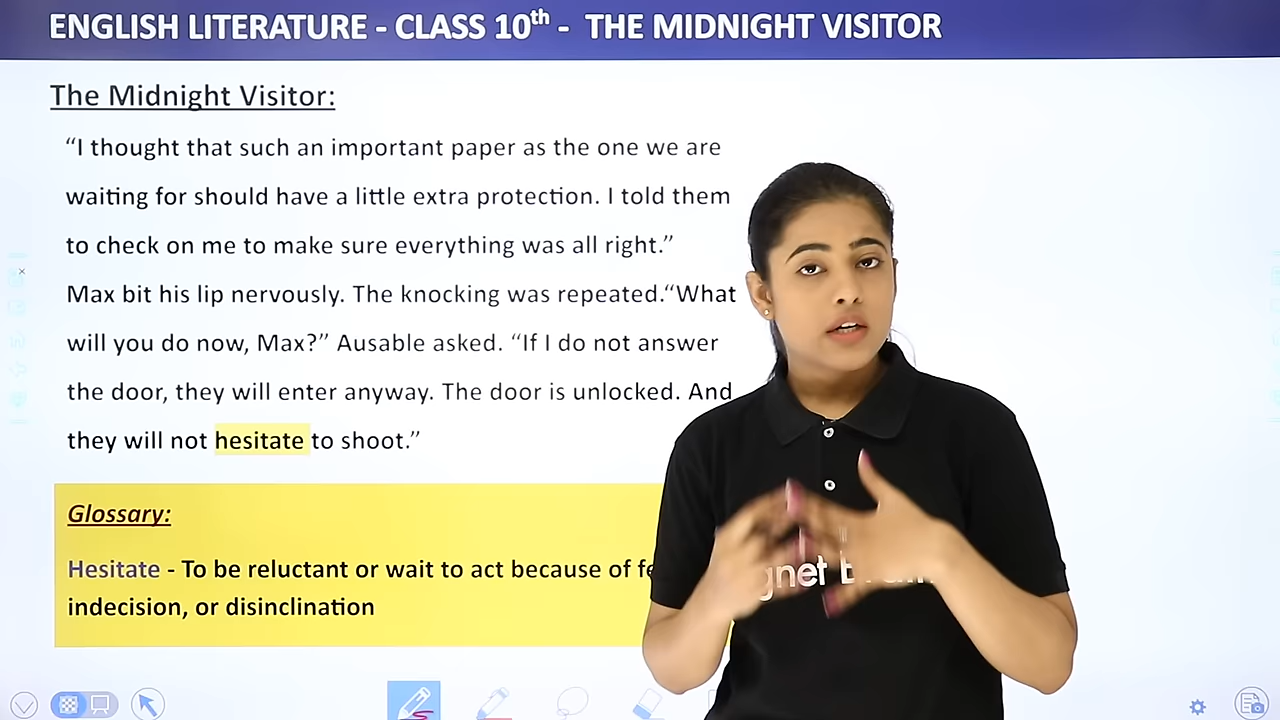 ENGLISH LITERATURE - CLASS 10th - THE MIDNIGHT VISITOR
The Midnight Visitor:
“I thought that such an important paper as the one we are
waiting for should have a little extra protection. I told them
to check on me to make sure everything was all right.”
Max bit his lip nervously. The knocking was repeated.“What
will you do now, Max?” Ausable asked. “If I do not answer
the door, they will enter anyway. The door is unlocked. And
they will not hesitate to shoot.”
Glossary:
Hesitate - To be reluctant or wait to act because of
indecision, or disinclination